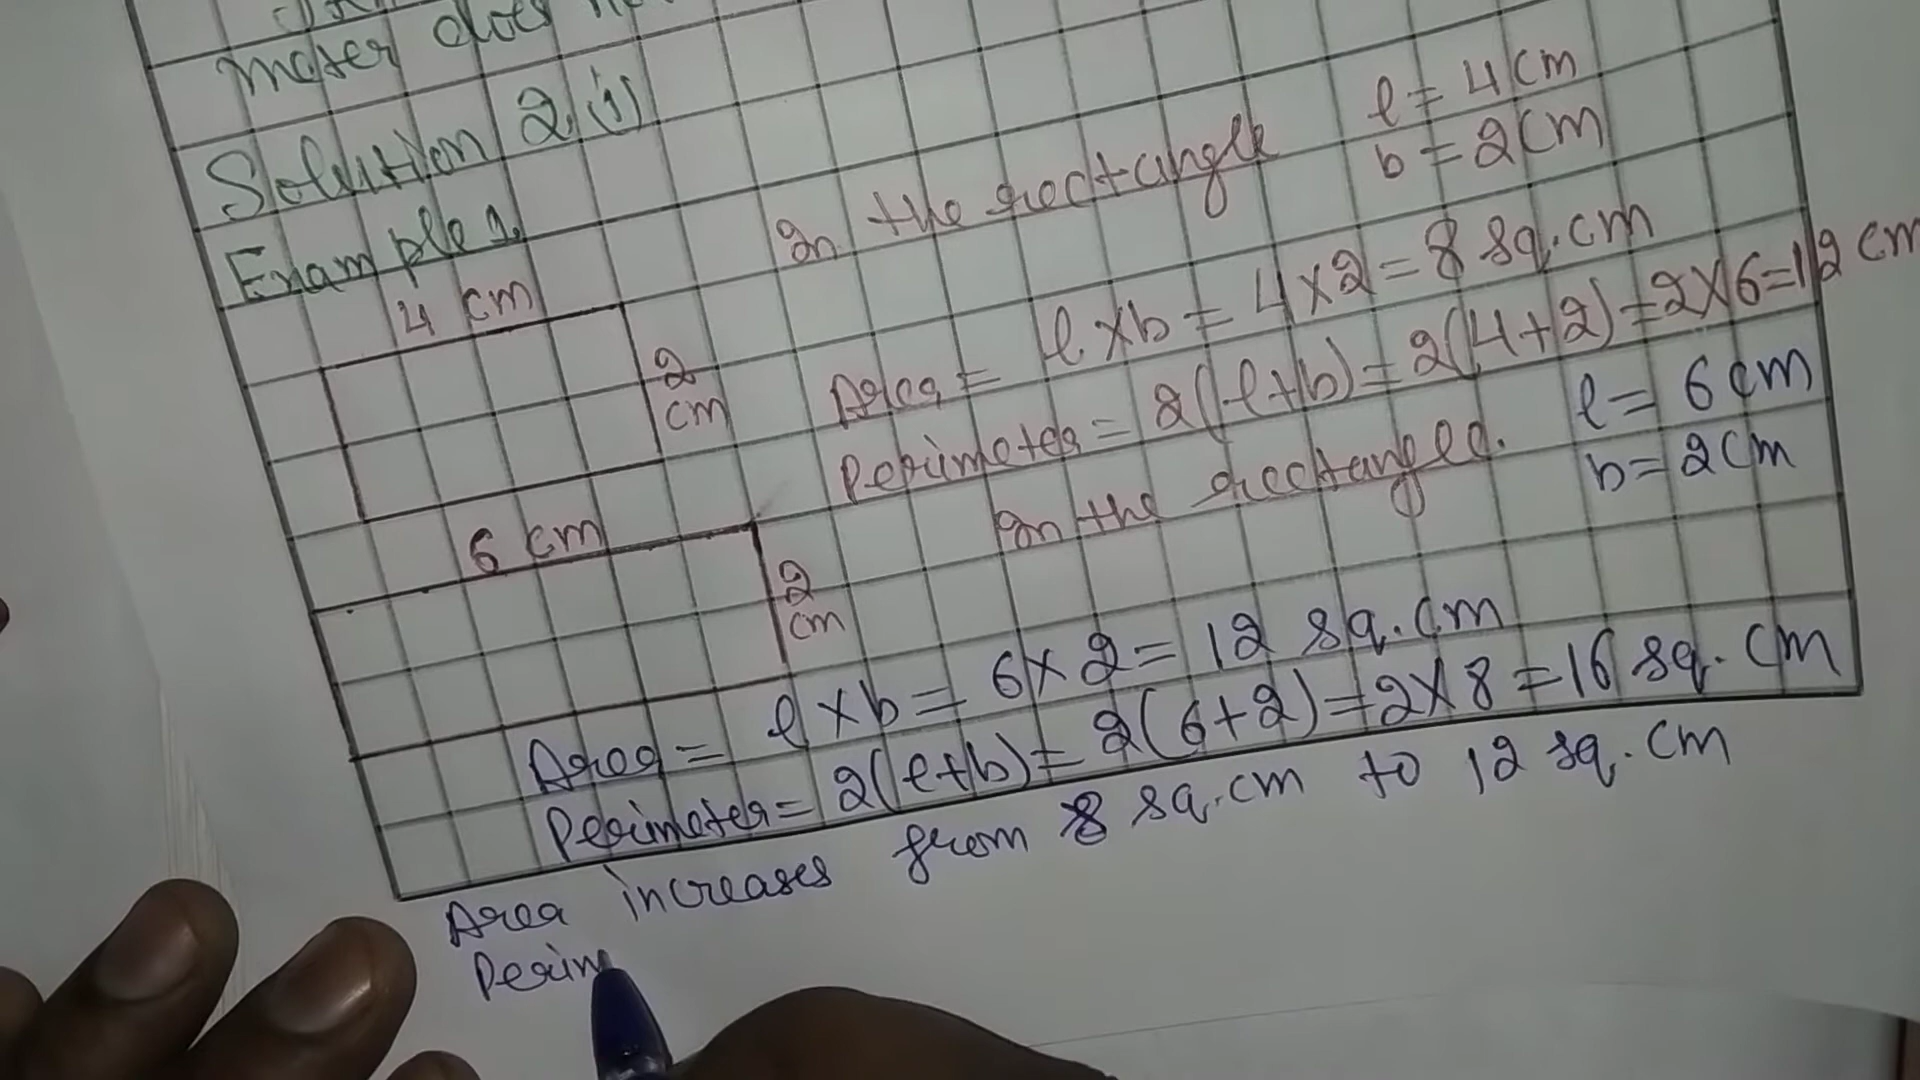 meter does
Solution 2(i)
Example 1
In the rectangle
l = 4 cm
b = 2 cm
4 cm
2
cm
Area = l × b = 4 × 2 = 8 sq.cm
Perimeter = 2(l+b) = 2(4+2) = 2×6 = 12 cm
In the rectangle.
l = 6 cm
b = 2 cm
6 cm
2
cm
Area = l × b = 6 × 2 = 12 sq.cm
Perimeter = 2(l+b) = 2(6+2) = 2×8 = 16 sq.cm
Area increases from 8 sq.cm to 12 sq.cm
Perim